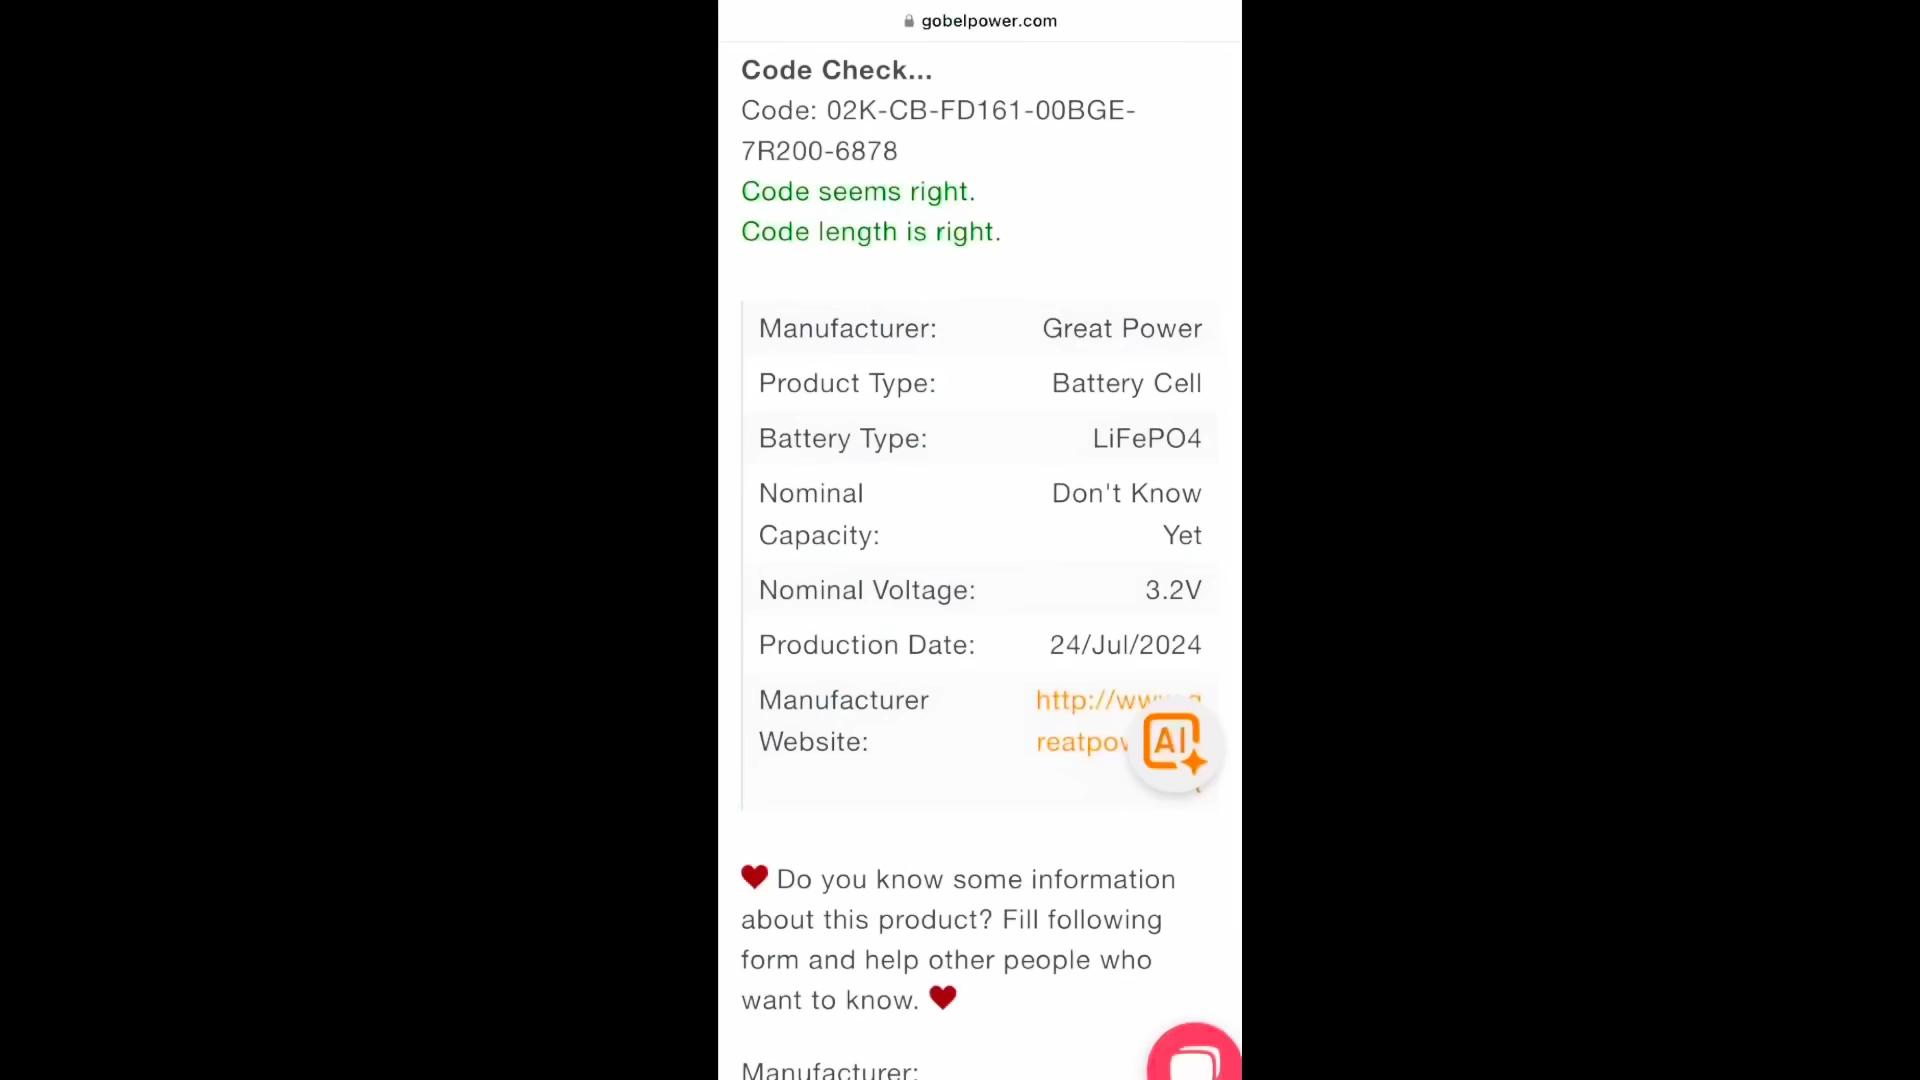 gobelpower.com
Code Check...
Code: 02K-CB-FD161-00BGE-
7R200-6878
Code seems right.
Code length is right.
Manufacturer: Great Power
Product Type: Battery Cell
Battery Type: LiFePO4
Nominal Don't Know
Capacity: Yet
Nominal Voltage: 3.2V
Production Date: 24/Jul/2024
Manufacturer
Website:
AI
Do you know some information
about this product? Fill following
form and help other people who
want to know.
Manufacturer: